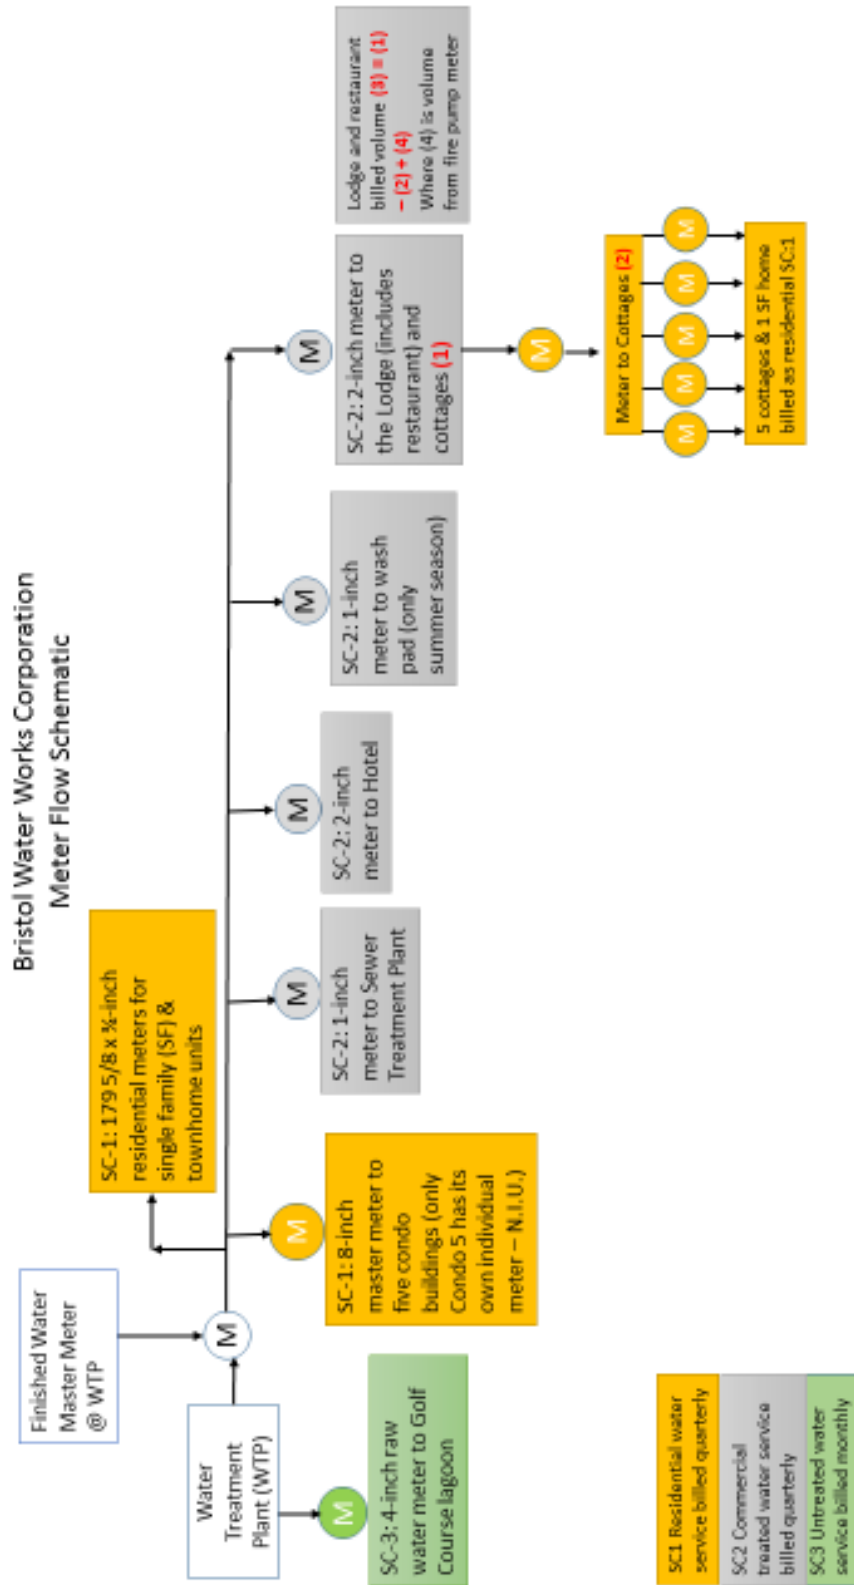 Bristol Water Works Corporation
Meter Flow Schematic
Finished Water
Master Meter
@ WTP
SC-1: 179 5/8 x ¾-inch
residential meters for
single family (SF) &
townhome units
Water
Treatment
Plant (WTP)
M
M
SC-3: 4-inch raw
water meter to Golf
Course lagoon
M
SC-1: 8-inch
master meter to
five condo
buildings (only
Condo 5 has its
own individual
meter – N.I.U.)
M
SC-2: 1-inch
meter to Sewer
Treatment Plant
M
SC-2: 2-inch
meter to Hotel
M
SC-2: 1-inch
meter to wash
pad (only
summer season)
M
SC-2: 2-inch meter to
the Lodge (includes
restaurant) and
cottages (1)
Lodge and restaurant
billed volume (3) = (1)
– (2) + (4)
Where (4) is volume
from fire pump meter
M
Meter to Cottages (2)
M
M
M
M
M
5 cottages & 1 SF home
billed as residential SC:1
SC1 Residential water
service billed quarterly
SC2 Commercial
treated water service
billed quarterly
SC3 Untreated water
service billed monthly